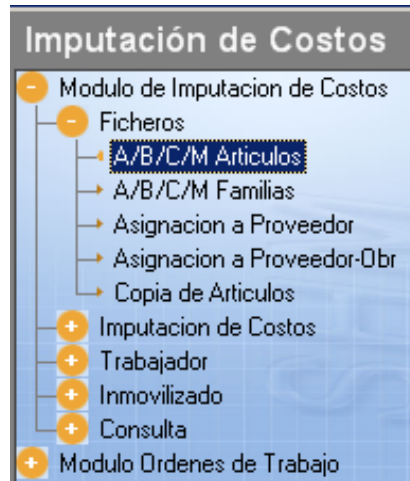 Imputación de Costos
Modulo de Imputacion de Costos
Ficheros
A/B/C/M Articulos
A/B/C/M Familias
Asignacion a Proveedor
Asignacion a Proveedor-Obr
Copia de Articulos
Imputacion de Costos
Trabajador
Inmovilizado
Consulta
Modulo Ordenes de Trabajo